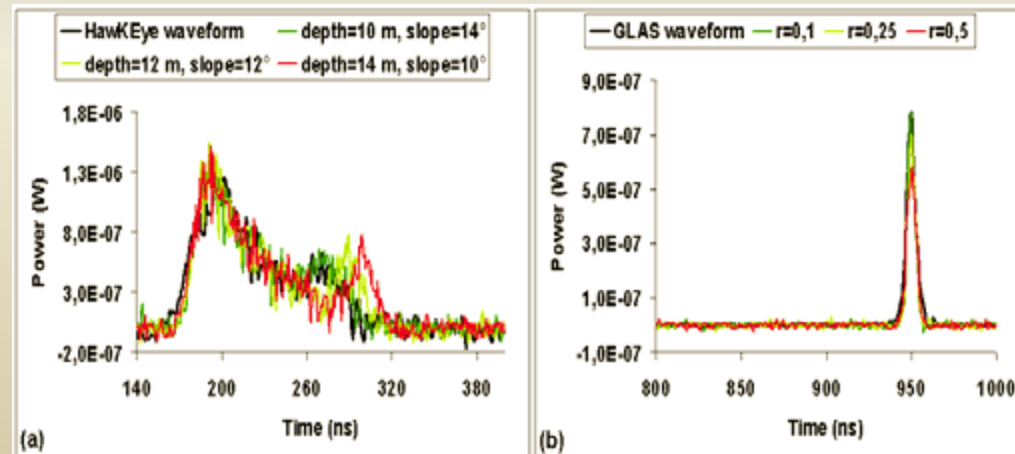 HawKEye waveform depth=10 m, slope=14°
depth=12 m, slope=12° depth=14 m, slope=10°
1,8E-06
1,3E-06
8,0E-07
3,0E-07
-2,0E-07
Power (W)
140 200 260 320 380
Time (ns)
(a)
GLAS waveform r=0,1 r=0,25 r=0,5
9,0E-07
7,0E-07
5,0E-07
3,0E-07
1,0E-07
-1,0E-07
Power (W)
800 850 900 950 1000
Time (ns)
(b)